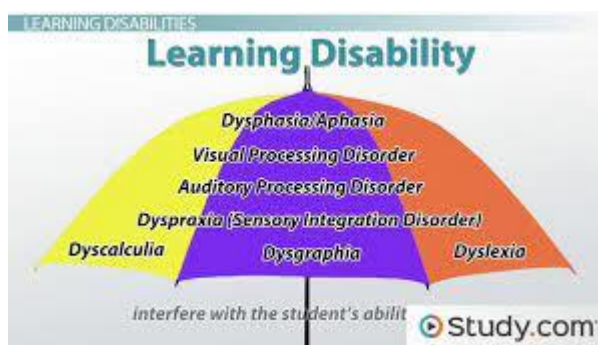 LEARNING DISABILITIES
Learning Disability
Dysphasia/Aphasia
Visual Processing Disorder
Auditory Processing Disorder
Dyspraxia (Sensory Integration Disorder)
Dyscalculia Dysgraphia Dyslexia
interfere with the student's
Study.com